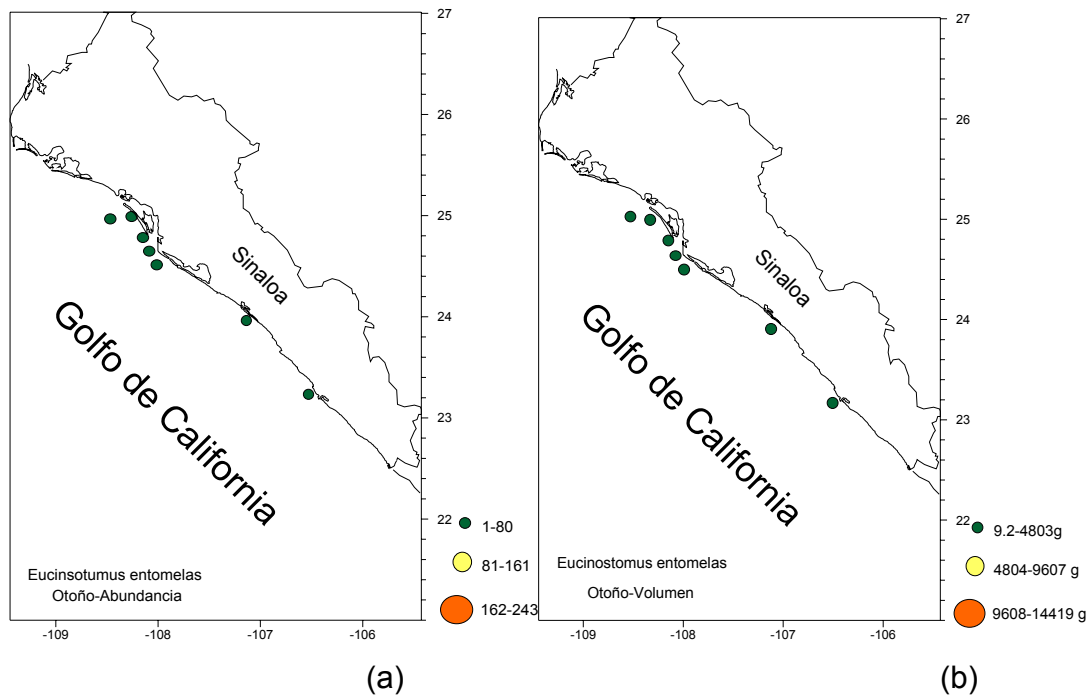 27
26
25
24
23
22
Sinaloa
Golfo de California
Eucinsotumus entomelas
Otoño-Abundancia
1-80
81-161
162-243
-109
-108
-107
-106
(a)
27
26
25
24
23
22
Sinaloa
Golfo de California
Eucinostomus entomelas
Otoño-Volumen
9.2-4803g
4804-9607 g
9608-14419 g
-109
-108
-107
-106
(b)